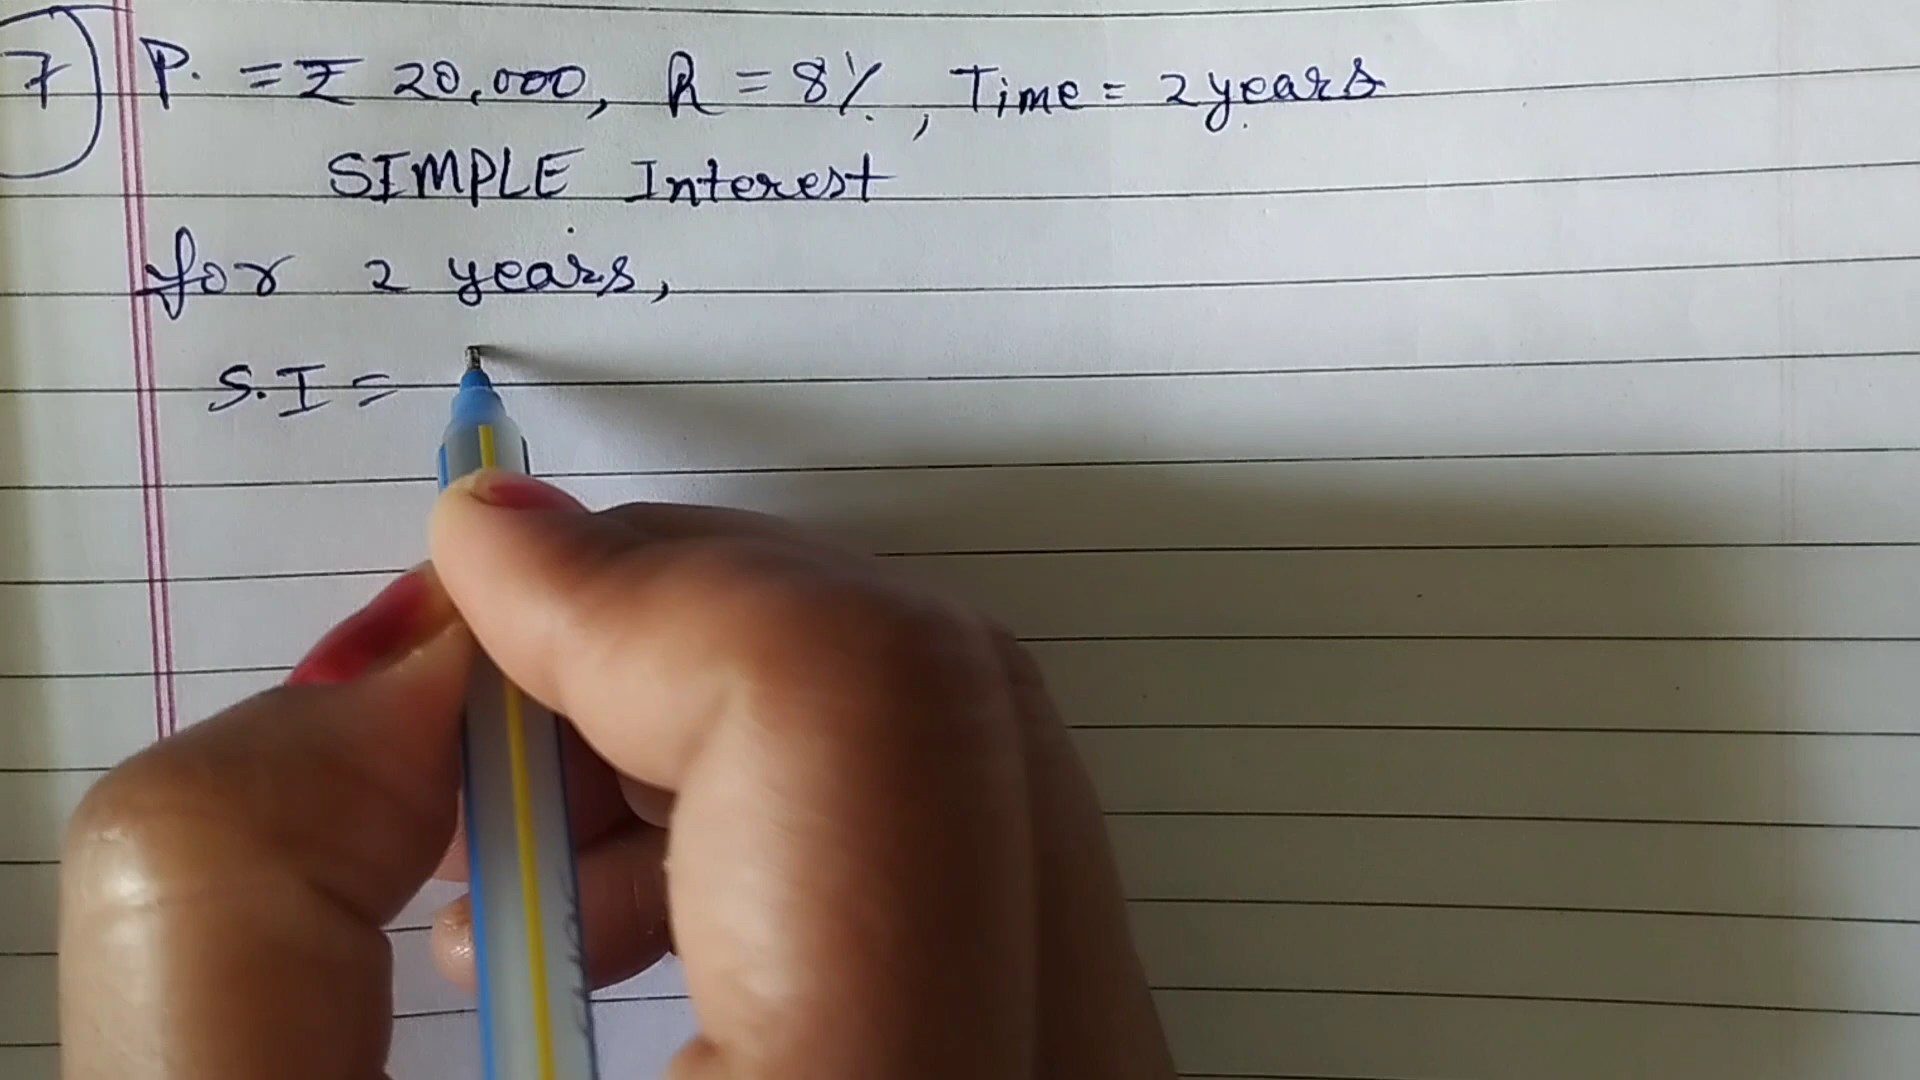 7) P. = ₹ 20,000, R = 8%, Time = 2 years
SIMPLE Interest
for 2 years,
S.I =